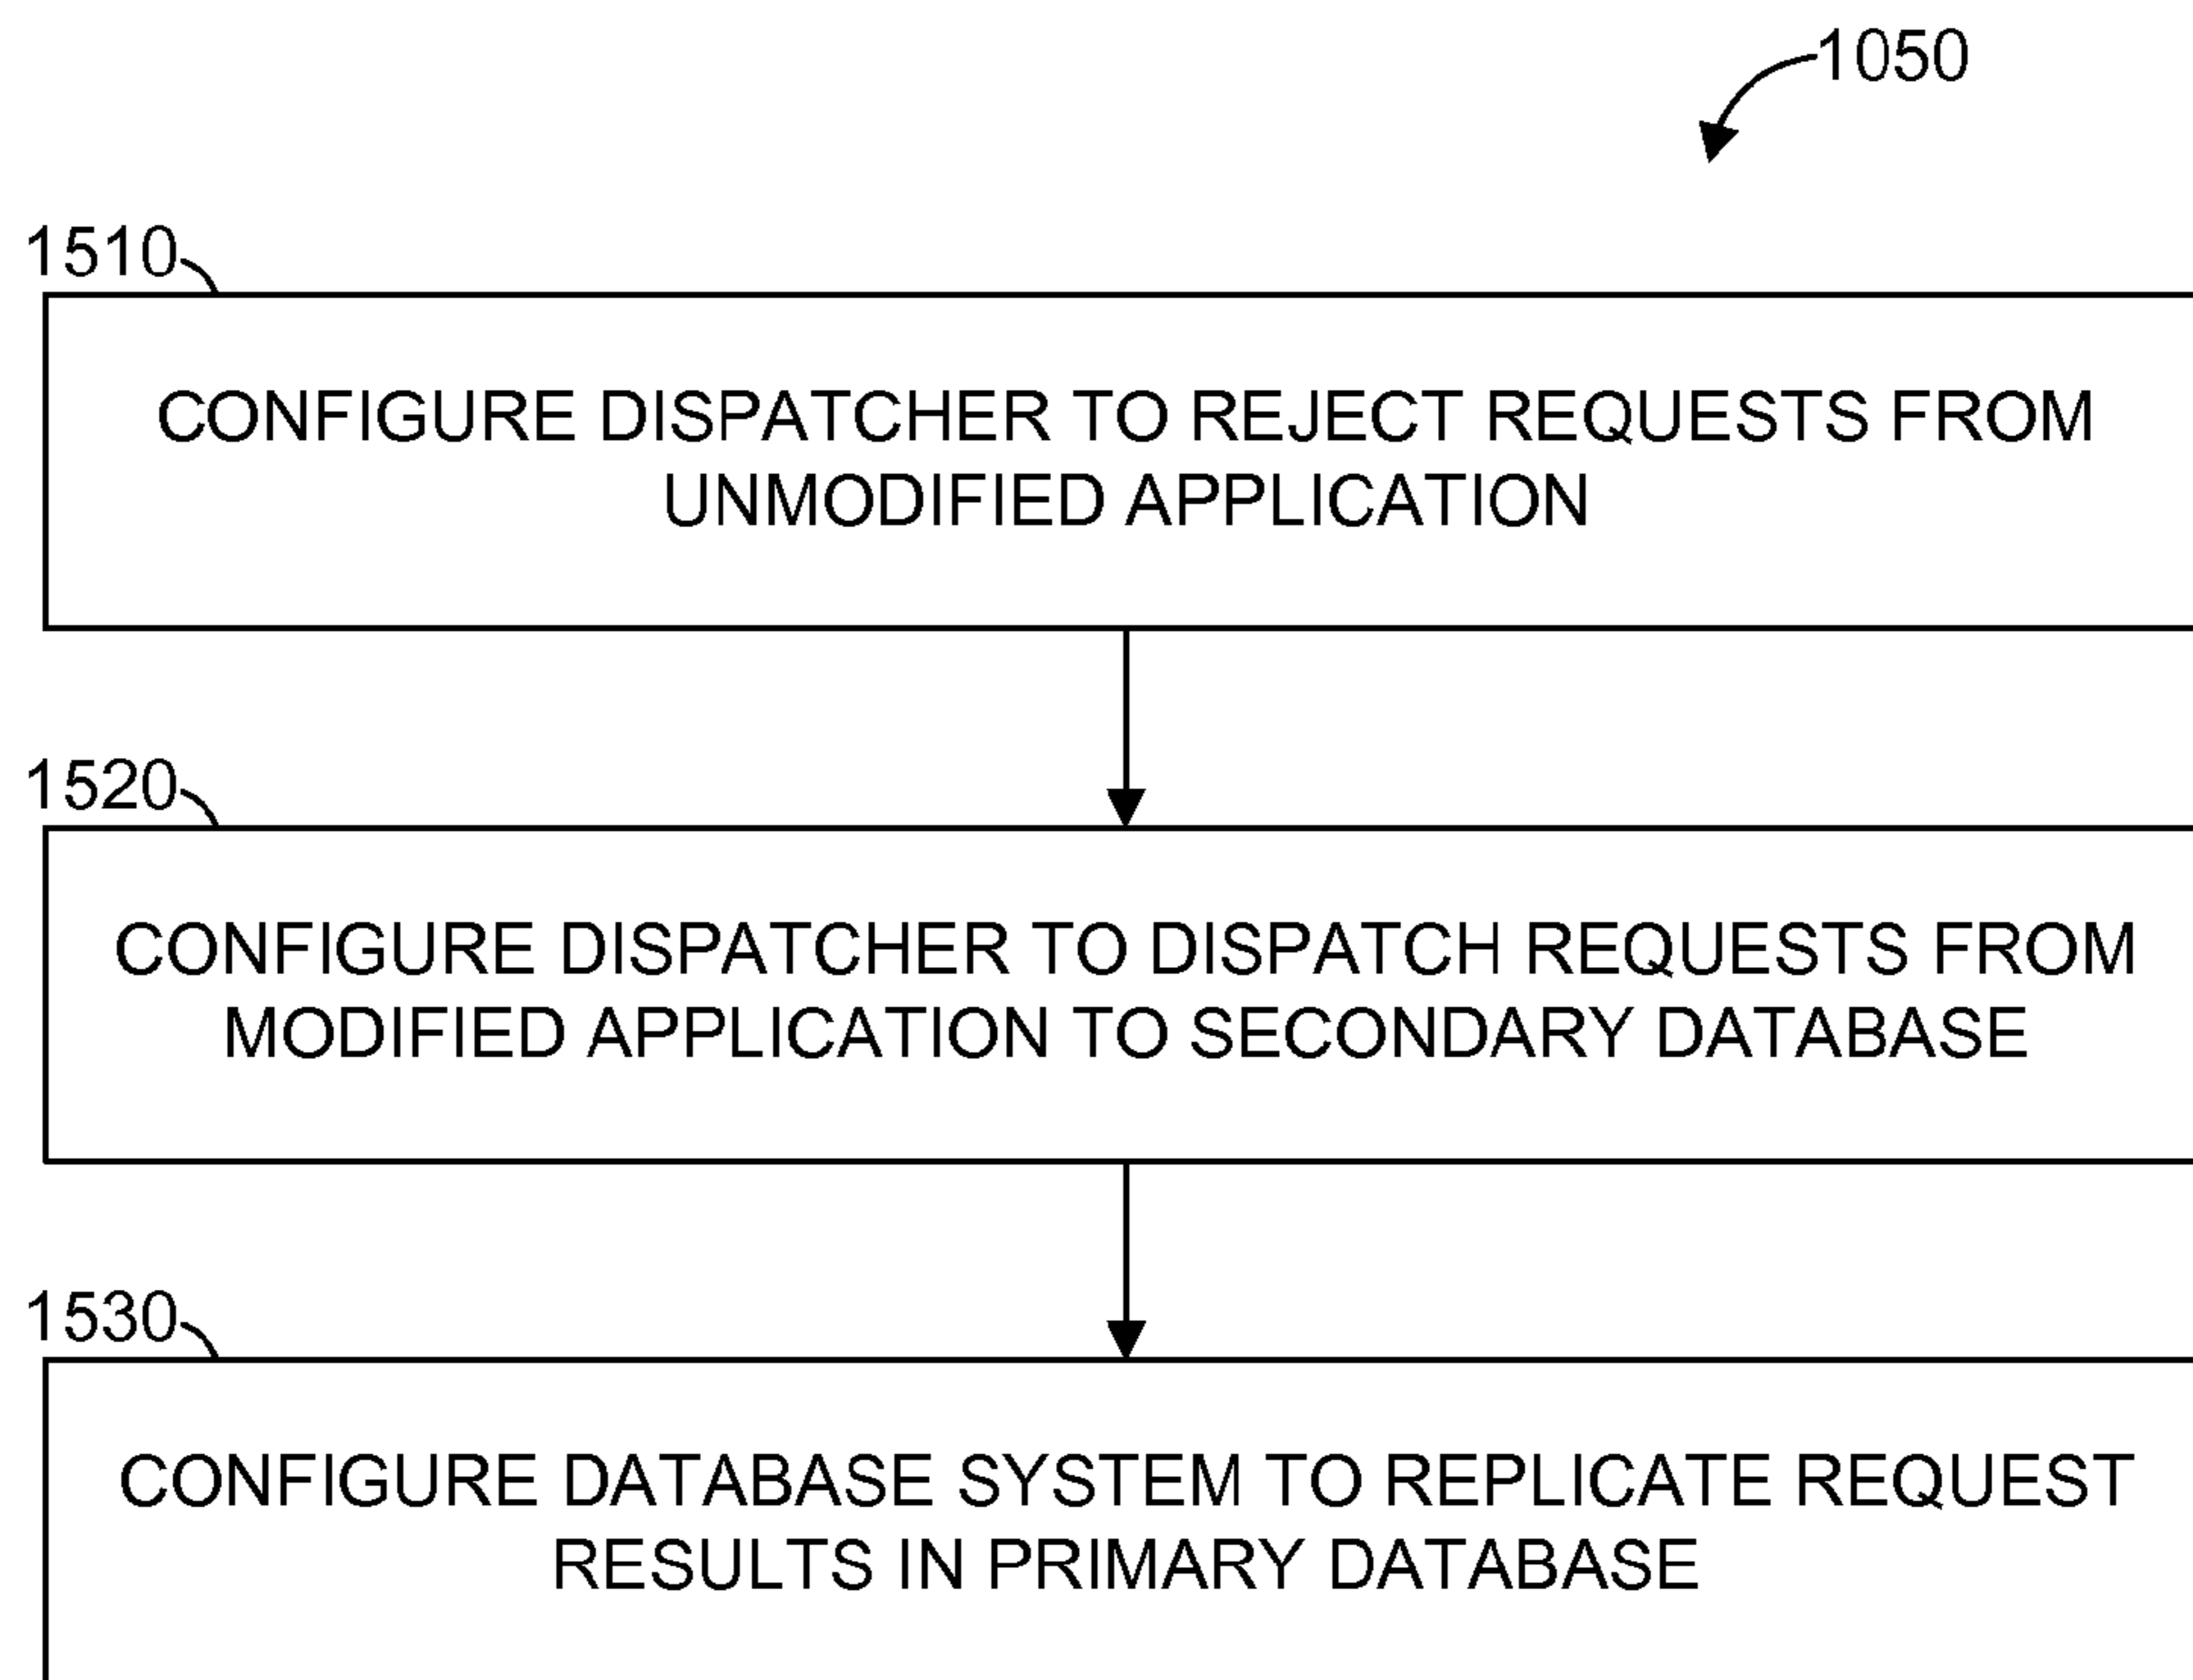 1050
1510
CONFIGURE DISPATCHER TO REJECT REQUESTS FROM
UNMODIFIED APPLICATION
1520
CONFIGURE DISPATCHER TO DISPATCH REQUESTS FROM
MODIFIED APPLICATION TO SECONDARY DATABASE
1530
CONFIGURE DATABASE SYSTEM TO REPLICATE REQUEST
RESULTS IN PRIMARY DATABASE